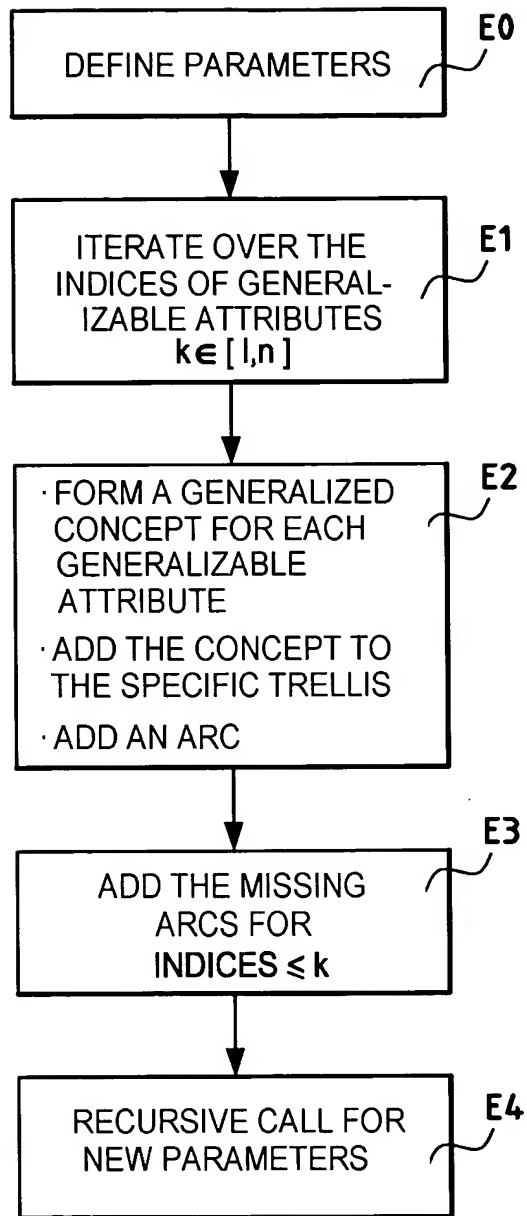 E0
DEFINE PARAMETERS
E1
ITERATE OVER THE
INDICES OF GENERAL-
IZABLE ATTRIBUTES
k∈[l,n]
E2
· FORM A GENERALIZED
CONCEPT FOR EACH
GENERALIZABLE
ATTRIBUTE
· ADD THE CONCEPT TO
THE SPECIFIC TRELLIS
· ADD AN ARC
E3
ADD THE MISSING
ARCS FOR
INDICES ⩽ k
E4
RECURSIVE CALL FOR
NEW PARAMETERS